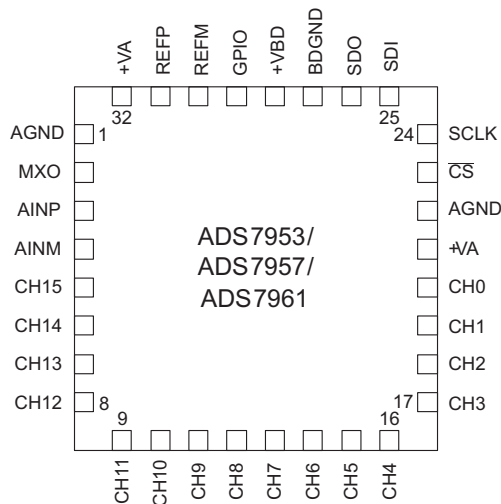 +VA
REFP
REFM
GPIO
+VBD
BDGND
SDO
SDI
32
25
AGND
1
24
SCLK
MXO
CS
AINP
AGND
AINM
+VA
ADS7953/
ADS7957/
ADS7961
CH15
CH0
CH14
CH1
CH13
CH2
CH12
8
17
CH3
9
16
CH11
CH10
CH9
CH8
CH7
CH6
CH5
CH4